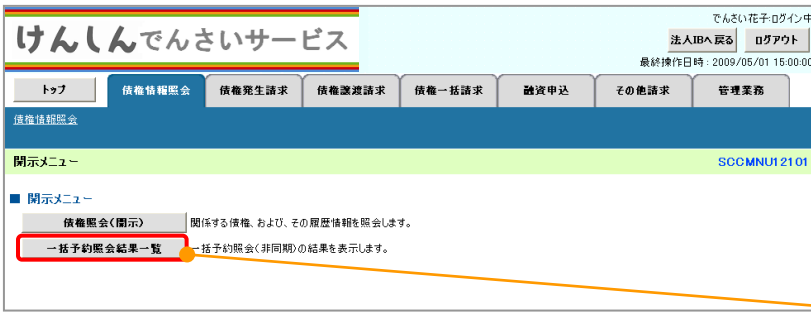 でんさい花子:ログイン中
けんしんでんさいサービス
法人IBへ戻る ログアウト
最終操作日時:2009/05/01 15:00:00
トップ 債権情報照会 債権発生請求 債権譲渡請求 債権一括請求 融資申込 その他請求 管理業務
債権情報照会
開示メニュー SCCMNU12101
■ 開示メニュー
債権照会(開示) 関係する債権、および、その履歴情報を照会します。
一括予約照会結果一覧 一括予約照会(非同期)の結果を表示します。